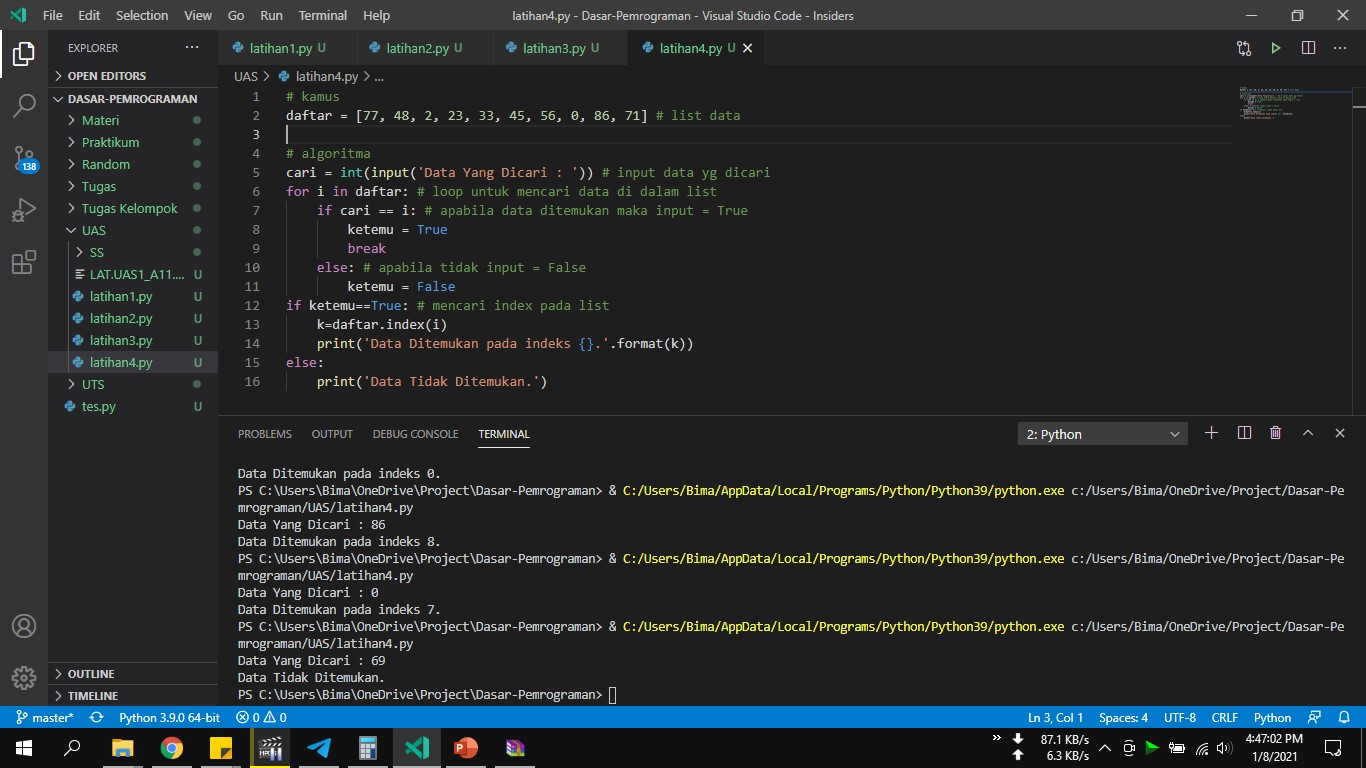 File Edit Selection View Go Run Terminal Help latihan4.py - Dasar-Pemrograman - Visual Studio Code - Insiders
EXPLORER ...
OPEN EDITORS
DASAR-PEMROGRAMAN
Materi
Praktikum
Random
Tugas
Tugas Kelompok
UAS
SS
LAT.UAS1_A11.... U
latihan1.py U
latihan2.py U
latihan3.py U
latihan4.py U
UTS
tes.py U
OUTLINE
TIMELINE
138
latihan1.py U latihan2.py U latihan3.py U latihan4.py U
UAS > latihan4.py > ...
1 # kamus
2 daftar = [77, 48, 2, 23, 33, 45, 56, 0, 86, 71] # list data
3
4 # algoritma
5 cari = int(input('Data Yang Dicari : ')) # input data yg dicari
6 for i in daftar: # loop untuk mencari data di dalam list
7 if cari == i: # apabila data ditemukan maka input = True
8 ketemu = True
9 break
10 else: # apabila tidak input = False
11 ketemu = False
12 if ketemu==True: # mencari index pada list
13 k=daftar.index(i)
14 print('Data Ditemukan pada indeks {}.'.format(k))
15 else:
16 print('Data Tidak Ditemukan.')
PROBLEMS OUTPUT DEBUG CONSOLE TERMINAL 2: Python
Data Ditemukan pada indeks 0.
PS C:\Users\Bima\OneDrive\Project\Dasar-Pemrograman> & C:/Users/Bima/AppData/Local/Programs/Python/Python39/python.exe c:/Users/Bima/OneDrive/Project/Dasar-Pe
mrograman/UAS/latihan4.py
Data Yang Dicari : 86
Data Ditemukan pada indeks 8.
PS C:\Users\Bima\OneDrive\Project\Dasar-Pemrograman> & C:/Users/Bima/AppData/Local/Programs/Python/Python39/python.exe c:/Users/Bima/OneDrive/Project/Dasar-Pe
mrograman/UAS/latihan4.py
Data Yang Dicari : 0
Data Ditemukan pada indeks 7.
PS C:\Users\Bima\OneDrive\Project\Dasar-Pemrograman> & C:/Users/Bima/AppData/Local/Programs/Python/Python39/python.exe c:/Users/Bima/OneDrive/Project/Dasar-Pe
mrograman/UAS/latihan4.py
Data Yang Dicari : 69
Data Tidak Ditemukan.
PS C:\Users\Bima\OneDrive\Project\Dasar-Pemrograman>
master* Python 3.9.0 64-bit 0 0 Ln 3, Col 1 Spaces: 4 UTF-8 CRLF Python
87.1 KB/s
6.3 KB/s
4:47:02 PM
1/8/2021